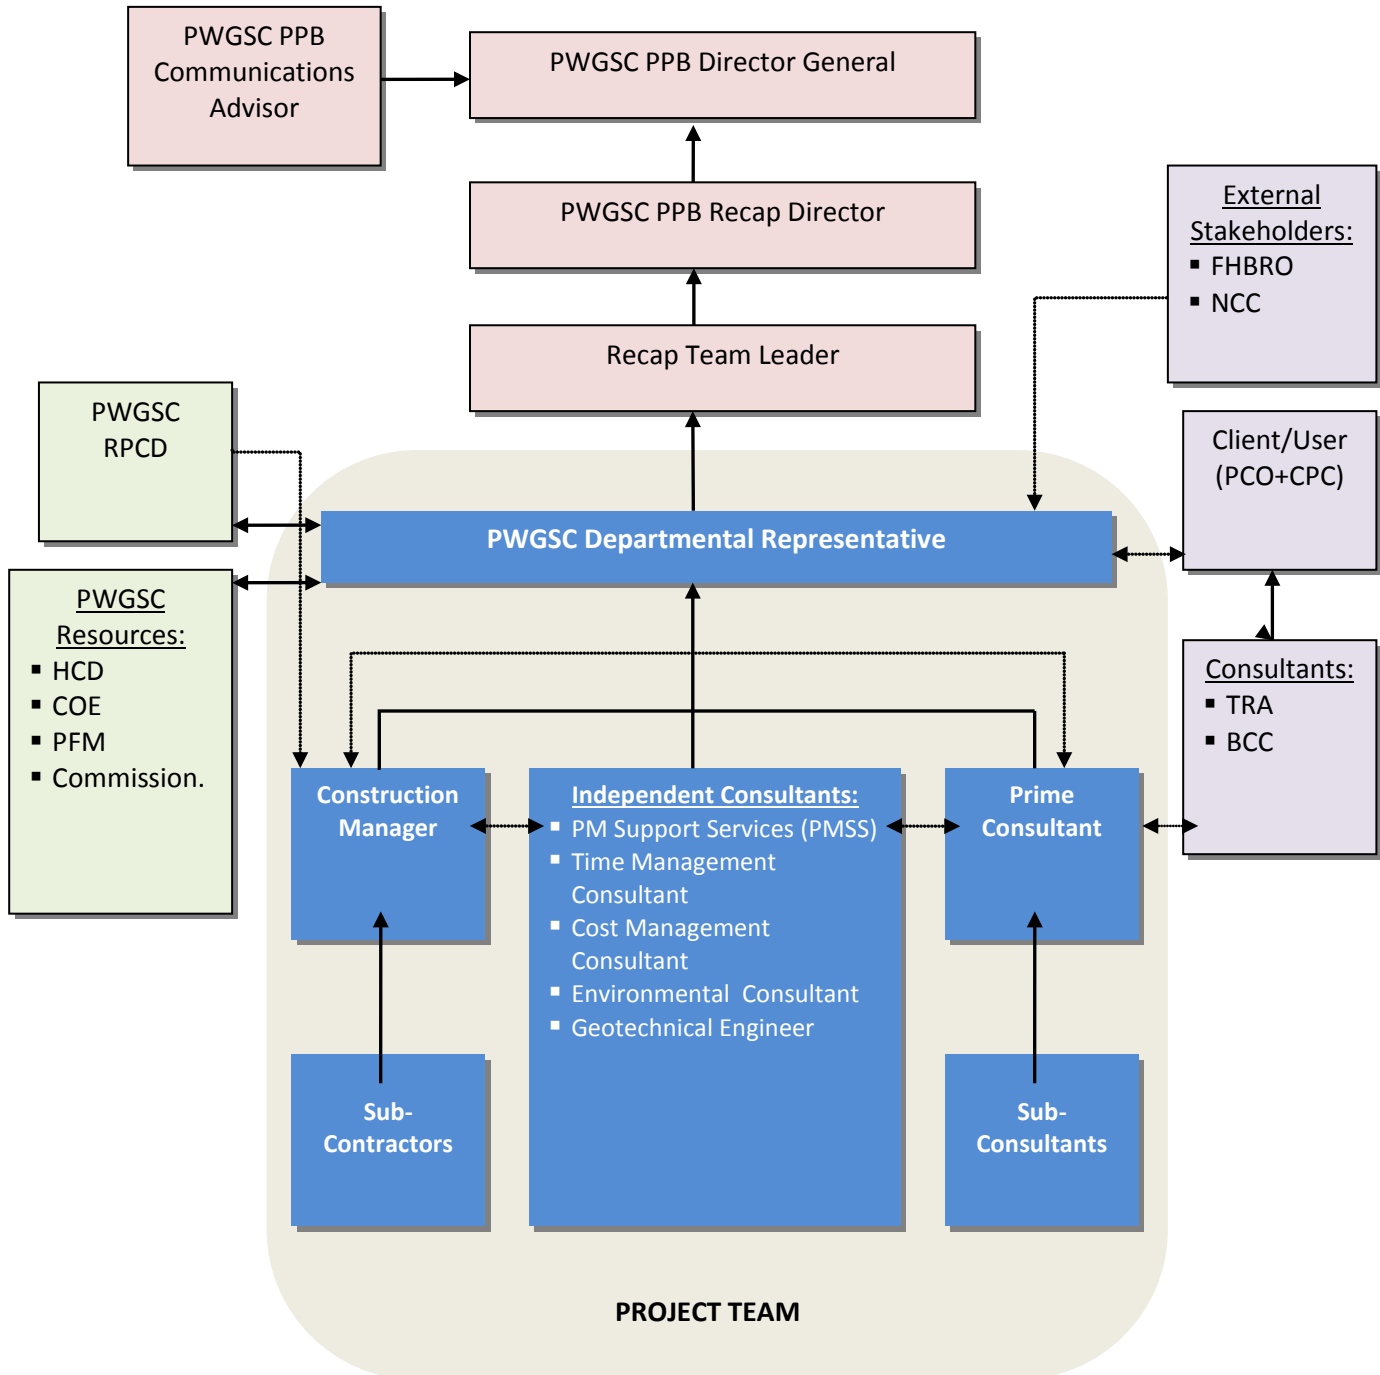 PWGSC PPB
Communications
Advisor
PWGSC PPB Director General
PWGSC PPB Recap Director
External
Stakeholders:
▪ FHBRO
▪ NCC
Recap Team Leader
PWGSC
RPCD
Client/User
(PCO+CPC)
PWGSC Departmental Representative
PWGSC
Resources:
▪ HCD
▪ COE
▪ PFM
▪ Commission.
Consultants:
▪ TRA
▪ BCC
Construction
Manager
Independent Consultants:
▪ PM Support Services (PMSS)
▪ Time Management
Consultant
▪ Cost Management
Consultant
▪ Environmental Consultant
▪ Geotechnical Engineer
Prime
Consultant
Sub-
Contractors
Sub-
Consultants
PROJECT TEAM